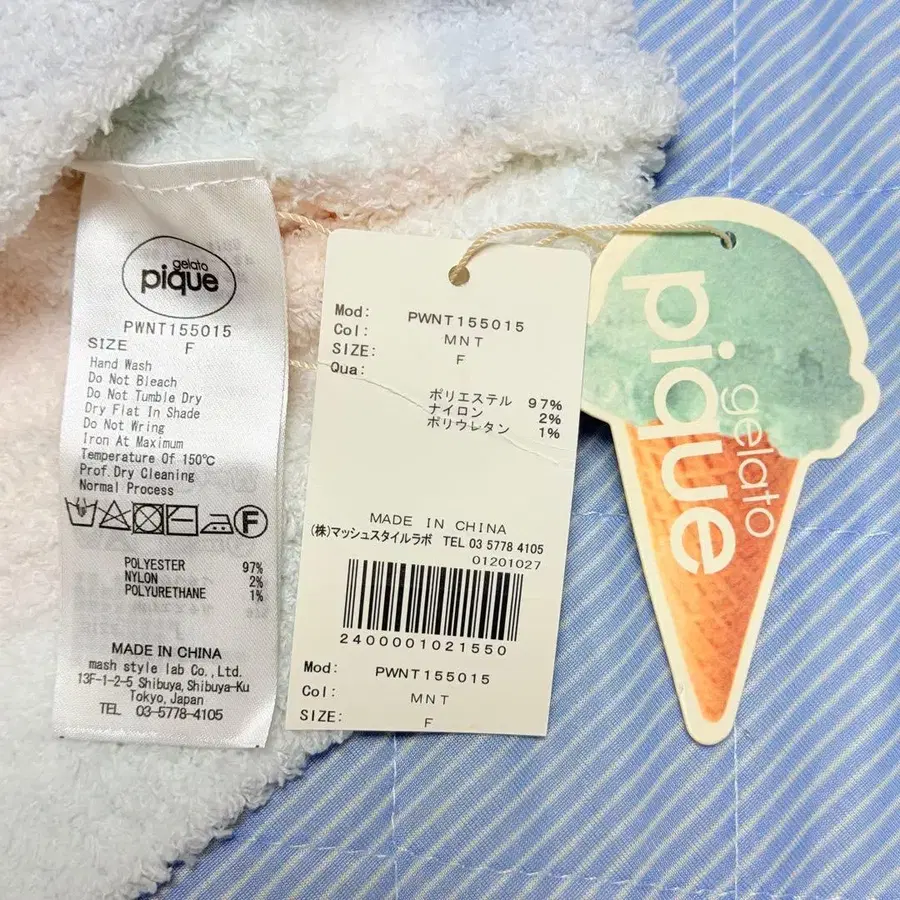 gelato
pique
PWNT155015
SIZE F
Hand Wash
Do Not Bleach
Do Not Tumble Dry
Dry Flat In Shade
Do Not Wring
Iron At Maximum
Temperature Of 150℃
Prof.Dry Cleaning
Normal Process
F
POLYESTER 97%
NYLON 2%
POLYURETHANE 1%
MADE IN CHINA
mash style lab Co.,Ltd.
13F-1-2-5 Shibuya,Shibuya-Ku
Tokyo,Japan
TEL 03-5778-4105
Mod: PWNT155015
Col: MNT
SIZE: F
Qua:
ポリエステル 97%
ナイロン 2%
ポリウレタン 1%
MADE IN CHINA
(株)マッシュスタイルラボ TEL 03 5778 4105
01201027
2400001021550
Mod: PWNT155015
Col: MNT
SIZE: F
gelato
pique